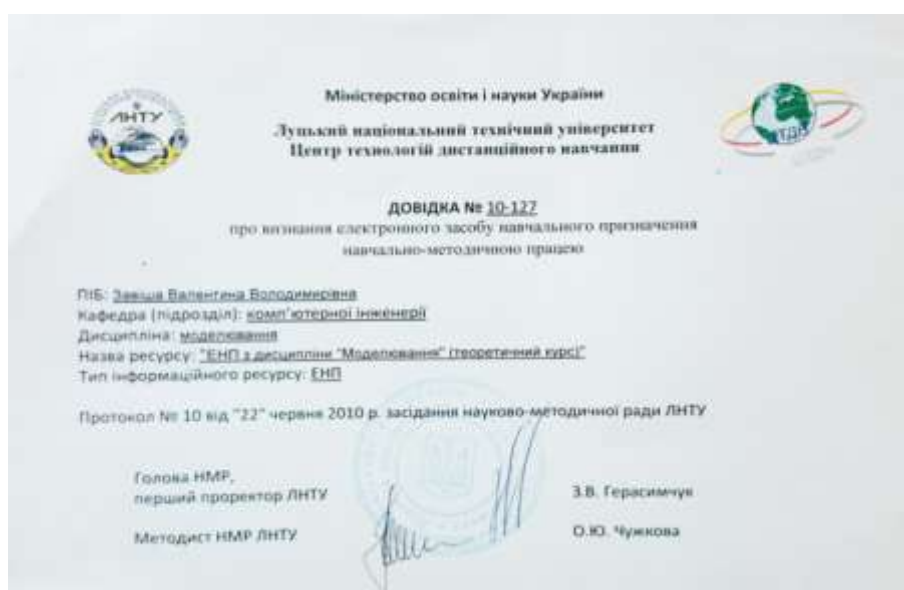 ЛНТУ
Міністерство освіти і науки України
Луцький національний технічний університет
Центр технологій дистанційного навчання
ЦТДН
ДОВІДКА № 10-127
про визнання електронного засобу навчального призначення
навчально-методичною працею
ПІБ: Завіша Валентина Володимирівна
Кафедра (підрозділ): комп'ютерної інженерії
Дисципліна: моделювання
Назва ресурсу: "ЕНП з дисципліни "Моделювання" (теоретичний курс)"
Тип інформаційного ресурсу: ЕНП
Протокол № 10 від "22" червня 2010 р. засідання науково-методичної ради ЛНТУ
Голова НМР,
перший проректор ЛНТУ
З.В. Герасимчук
Методист НМР ЛНТУ
О.Ю. Чужкова